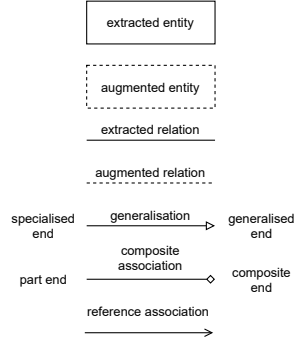 extracted entity
augmented entity
extracted relation
augmented relation
specialised
end
generalisation
generalised
end
composite
association
part end
composite
end
reference association